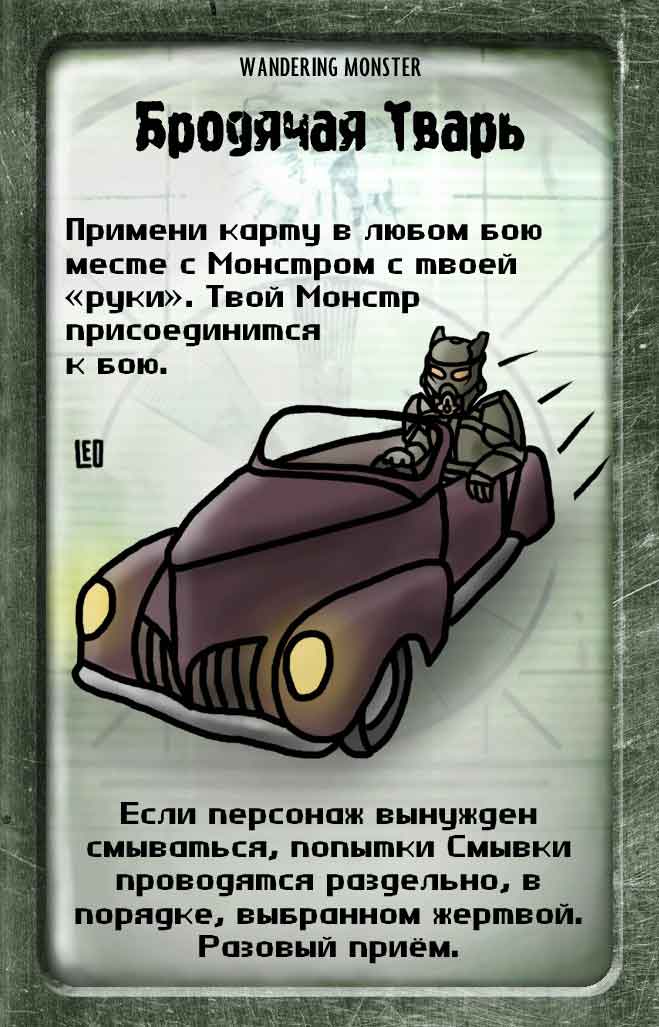 WANDERING MONSTER
Бродячая Тварь
Примени карту в любом бою
месте с Монстром с твоей
«руки». Твой Монстр
присоединится
к бою.
LEO
Если персонаж вынужден
смываться, попытки Смывки
проводятся раздельно, в
порядке, выбранном жертвой.
Разовый приём.